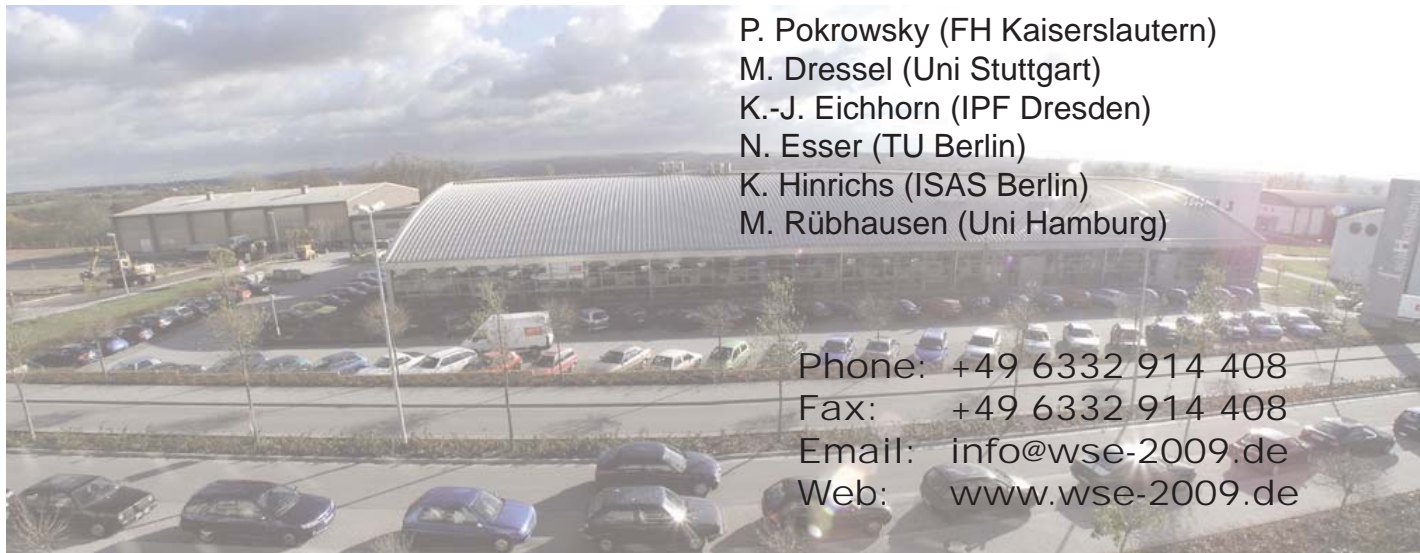 P. Pokrowsky (FH Kaiserslautern)
M. Dressel (Uni Stuttgart)
K.-J. Eichhorn (IPF Dresden)
N. Esser (TU Berlin)
K. Hinrichs (ISAS Berlin)
M. Rübhausen (Uni Hamburg)
Phone: +49 6332 914 408
Fax: +49 6332 914 408
Email: info@wse-2009.de
Web: www.wse-2009.de